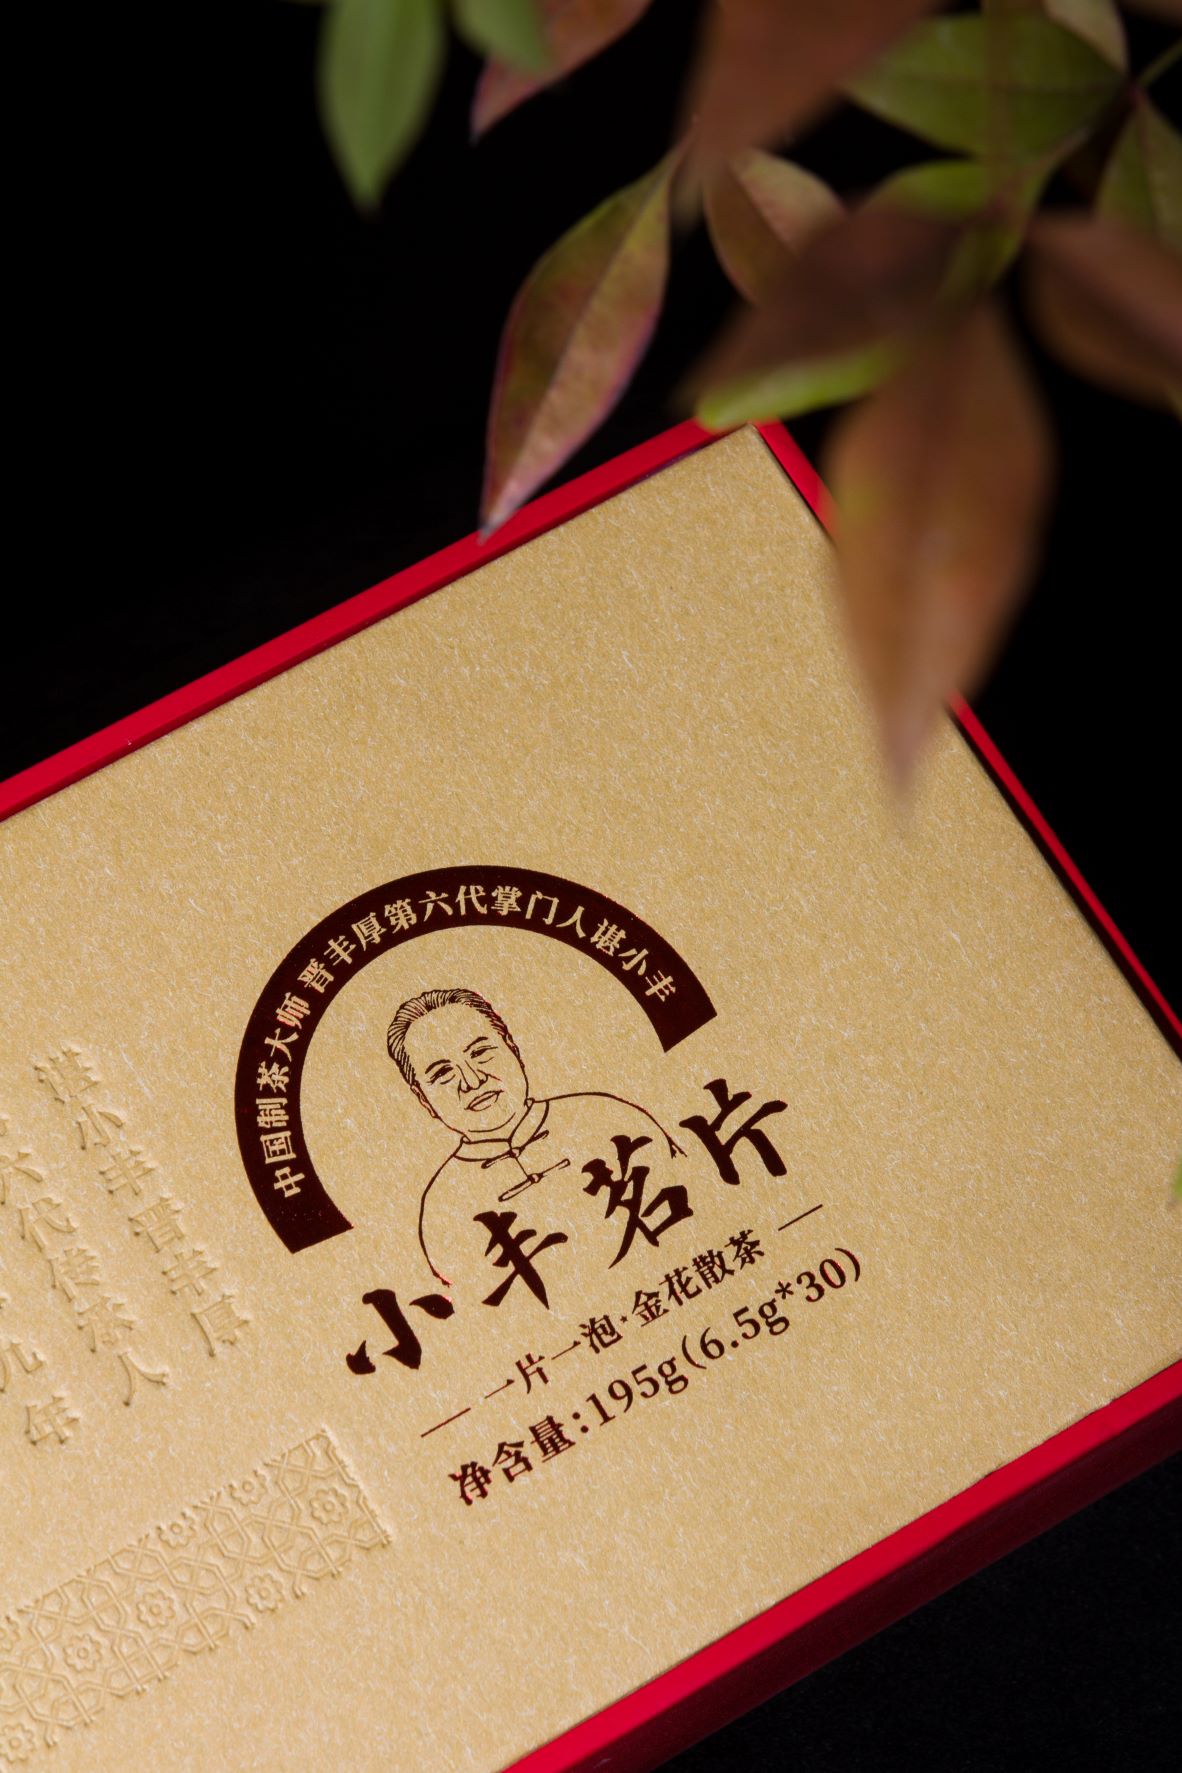 中国制茶大师 晋丰厚第六代掌门人谌小丰
小丰茗片
一片一泡·金花散茶
净含量:195g(6.5g*30)
谌小丰晋丰厚
六代传承人
九年